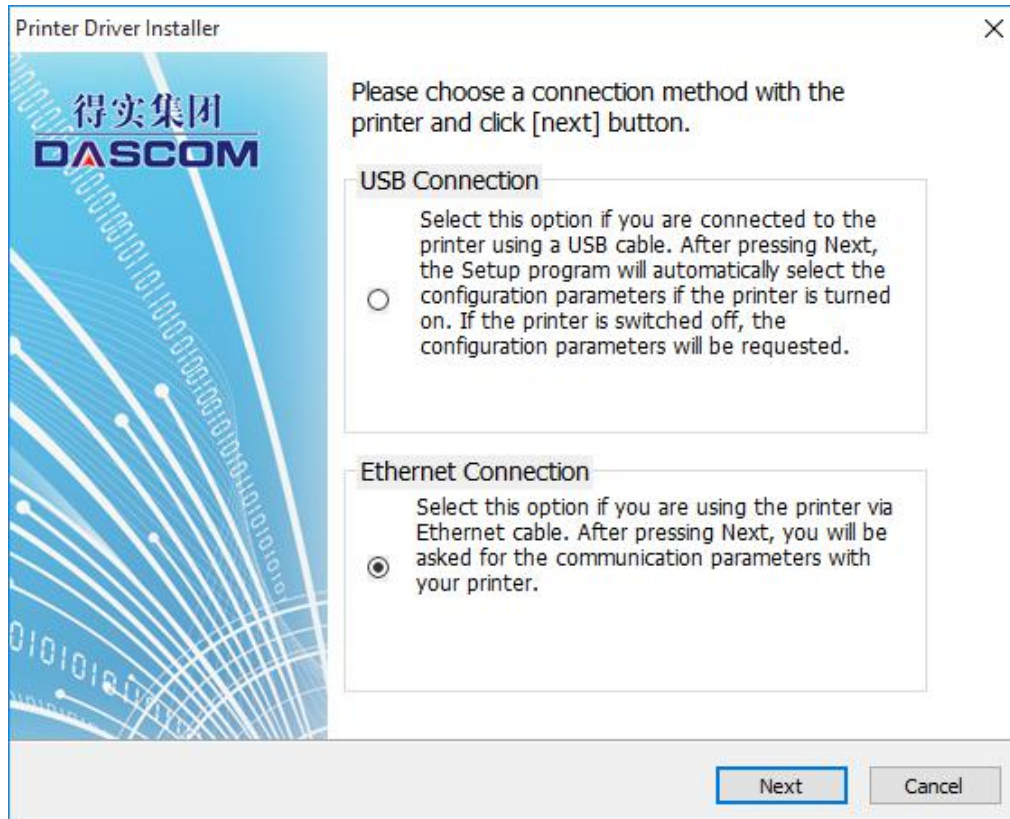 Printer Driver Installer
得实集团
DASCOM
Please choose a connection method with the
printer and click [next] button.
USB Connection
Select this option if you are connected to the
printer using a USB cable. After pressing Next,
the Setup program will automatically select the
configuration parameters if the printer is turned
on. If the printer is switched off, the
configuration parameters will be requested.
Ethernet Connection
Select this option if you are using the printer via
Ethernet cable. After pressing Next, you will be
asked for the communication parameters with
your printer.
Next
Cancel